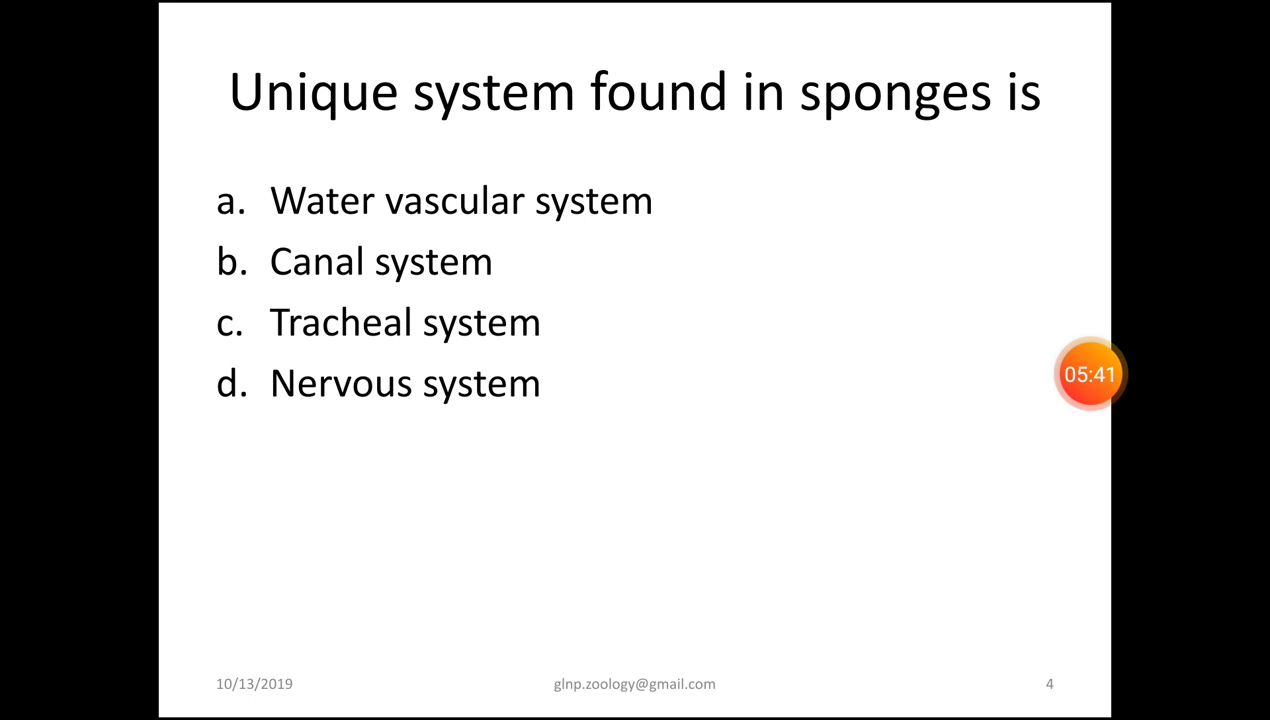 Unique system found in sponges is
a. Water vascular system
b. Canal system
c. Tracheal system
d. Nervous system
05:41
10/13/2019
glnp.zoology@gmail.com
4